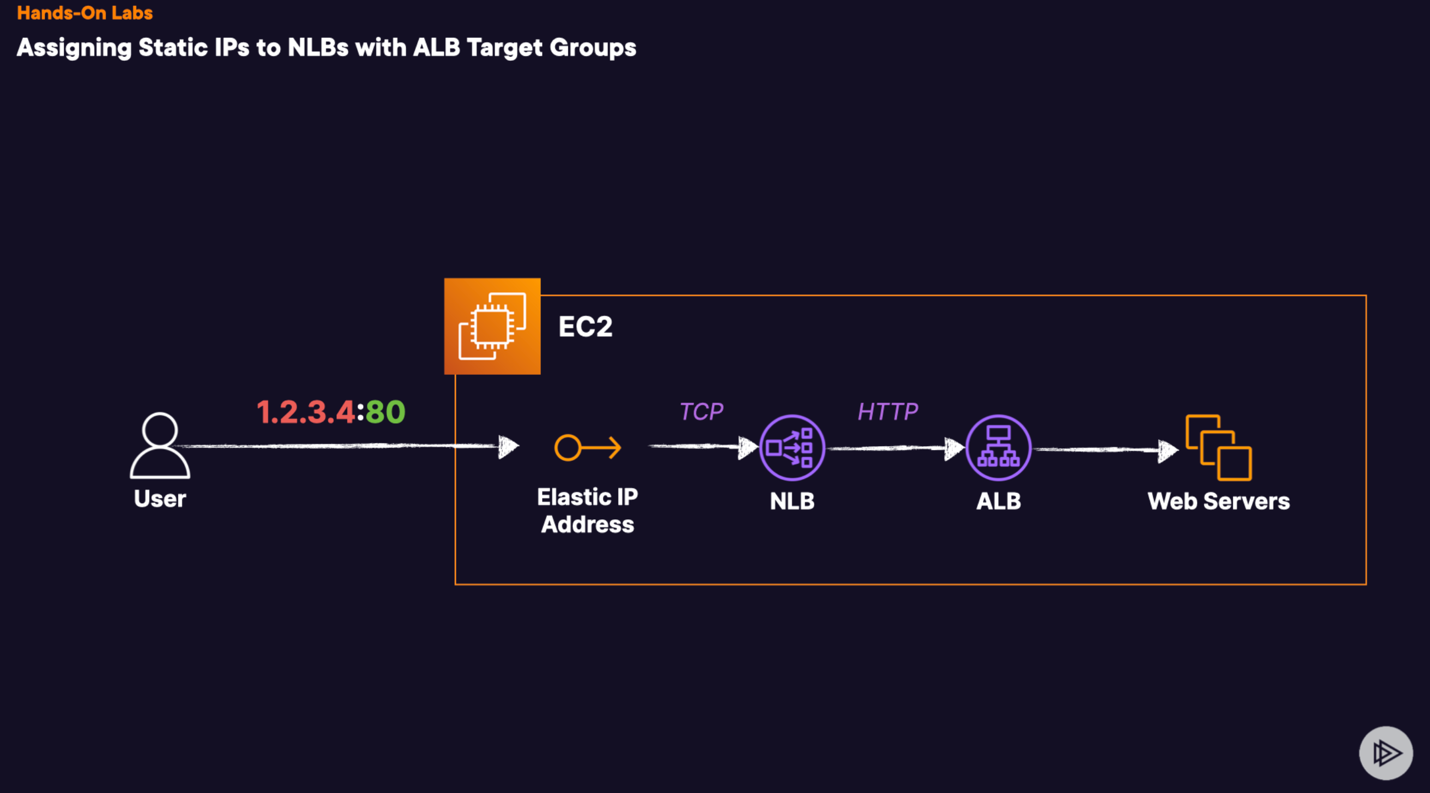 Hands-On Labs
Assigning Static IPs to NLBs with ALB Target Groups
EC2
1.2.3.4:80
TCP
HTTP
User
Elastic IP
Address
NLB
ALB
Web Servers